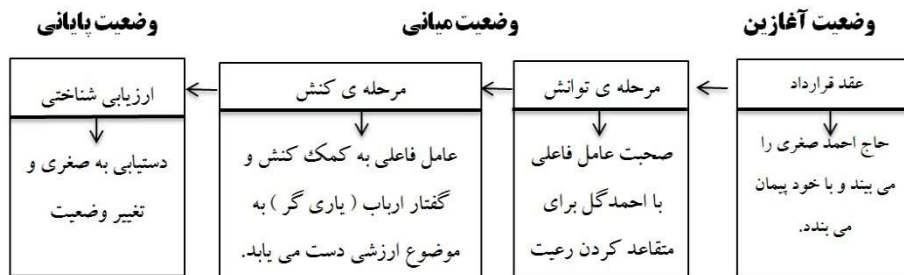 وضعیت آغازین
وضعیت میانی
وضعیت پایانی
عقد قرارداد
حاج احمد صغری را
می بیند و با خود پیمان
می بندد.
مرحله ی توانش
صحبت عامل فاعلی
با احمدگل برای
متقاعد کردن رعیت
مرحله ی کنش
عامل فاعلی به کمک کنش و
گفتار ارباب ( یاری گر ) به
موضوع ارزشی دست می یابد.
ارزیابی شناختی
دستیابی به صغری و
تغییر وضعیت